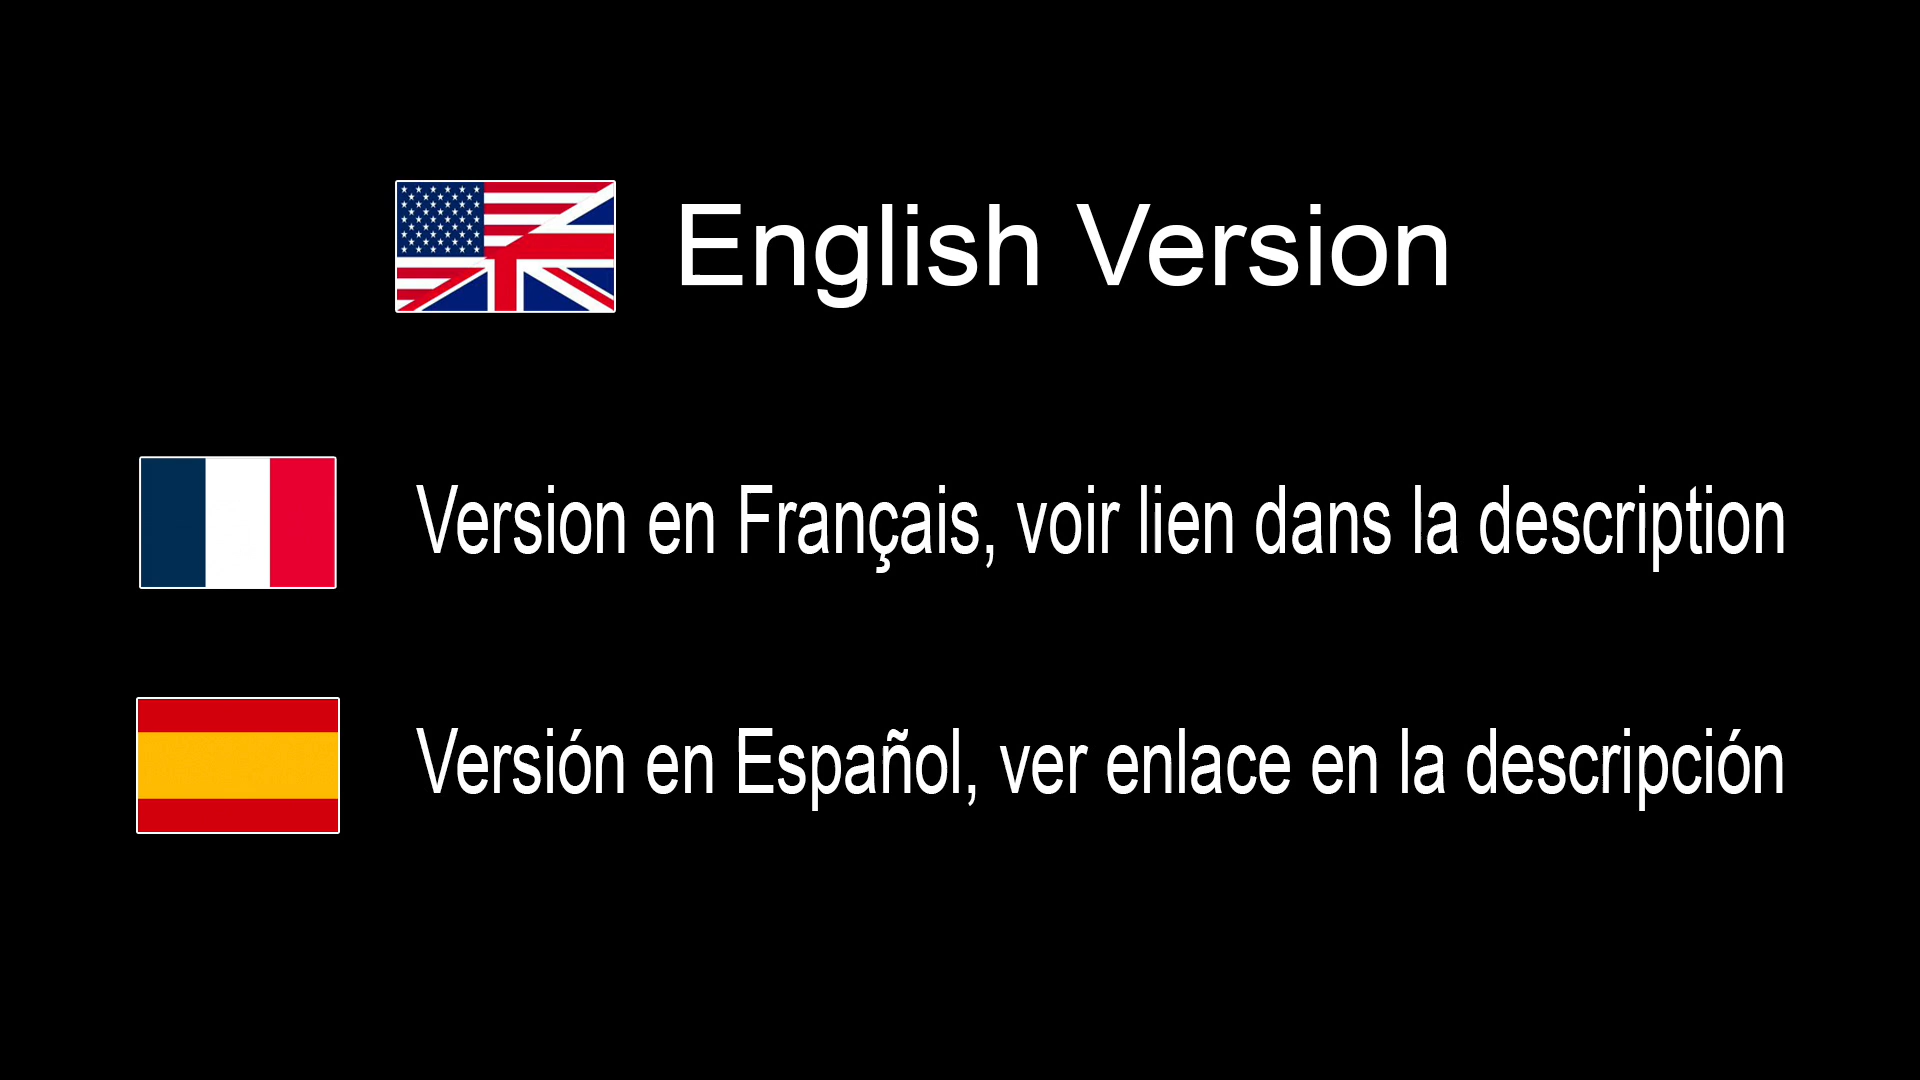 English Version
Version en Français, voir lien dans la description
Versión en Español, ver enlace en la descripción